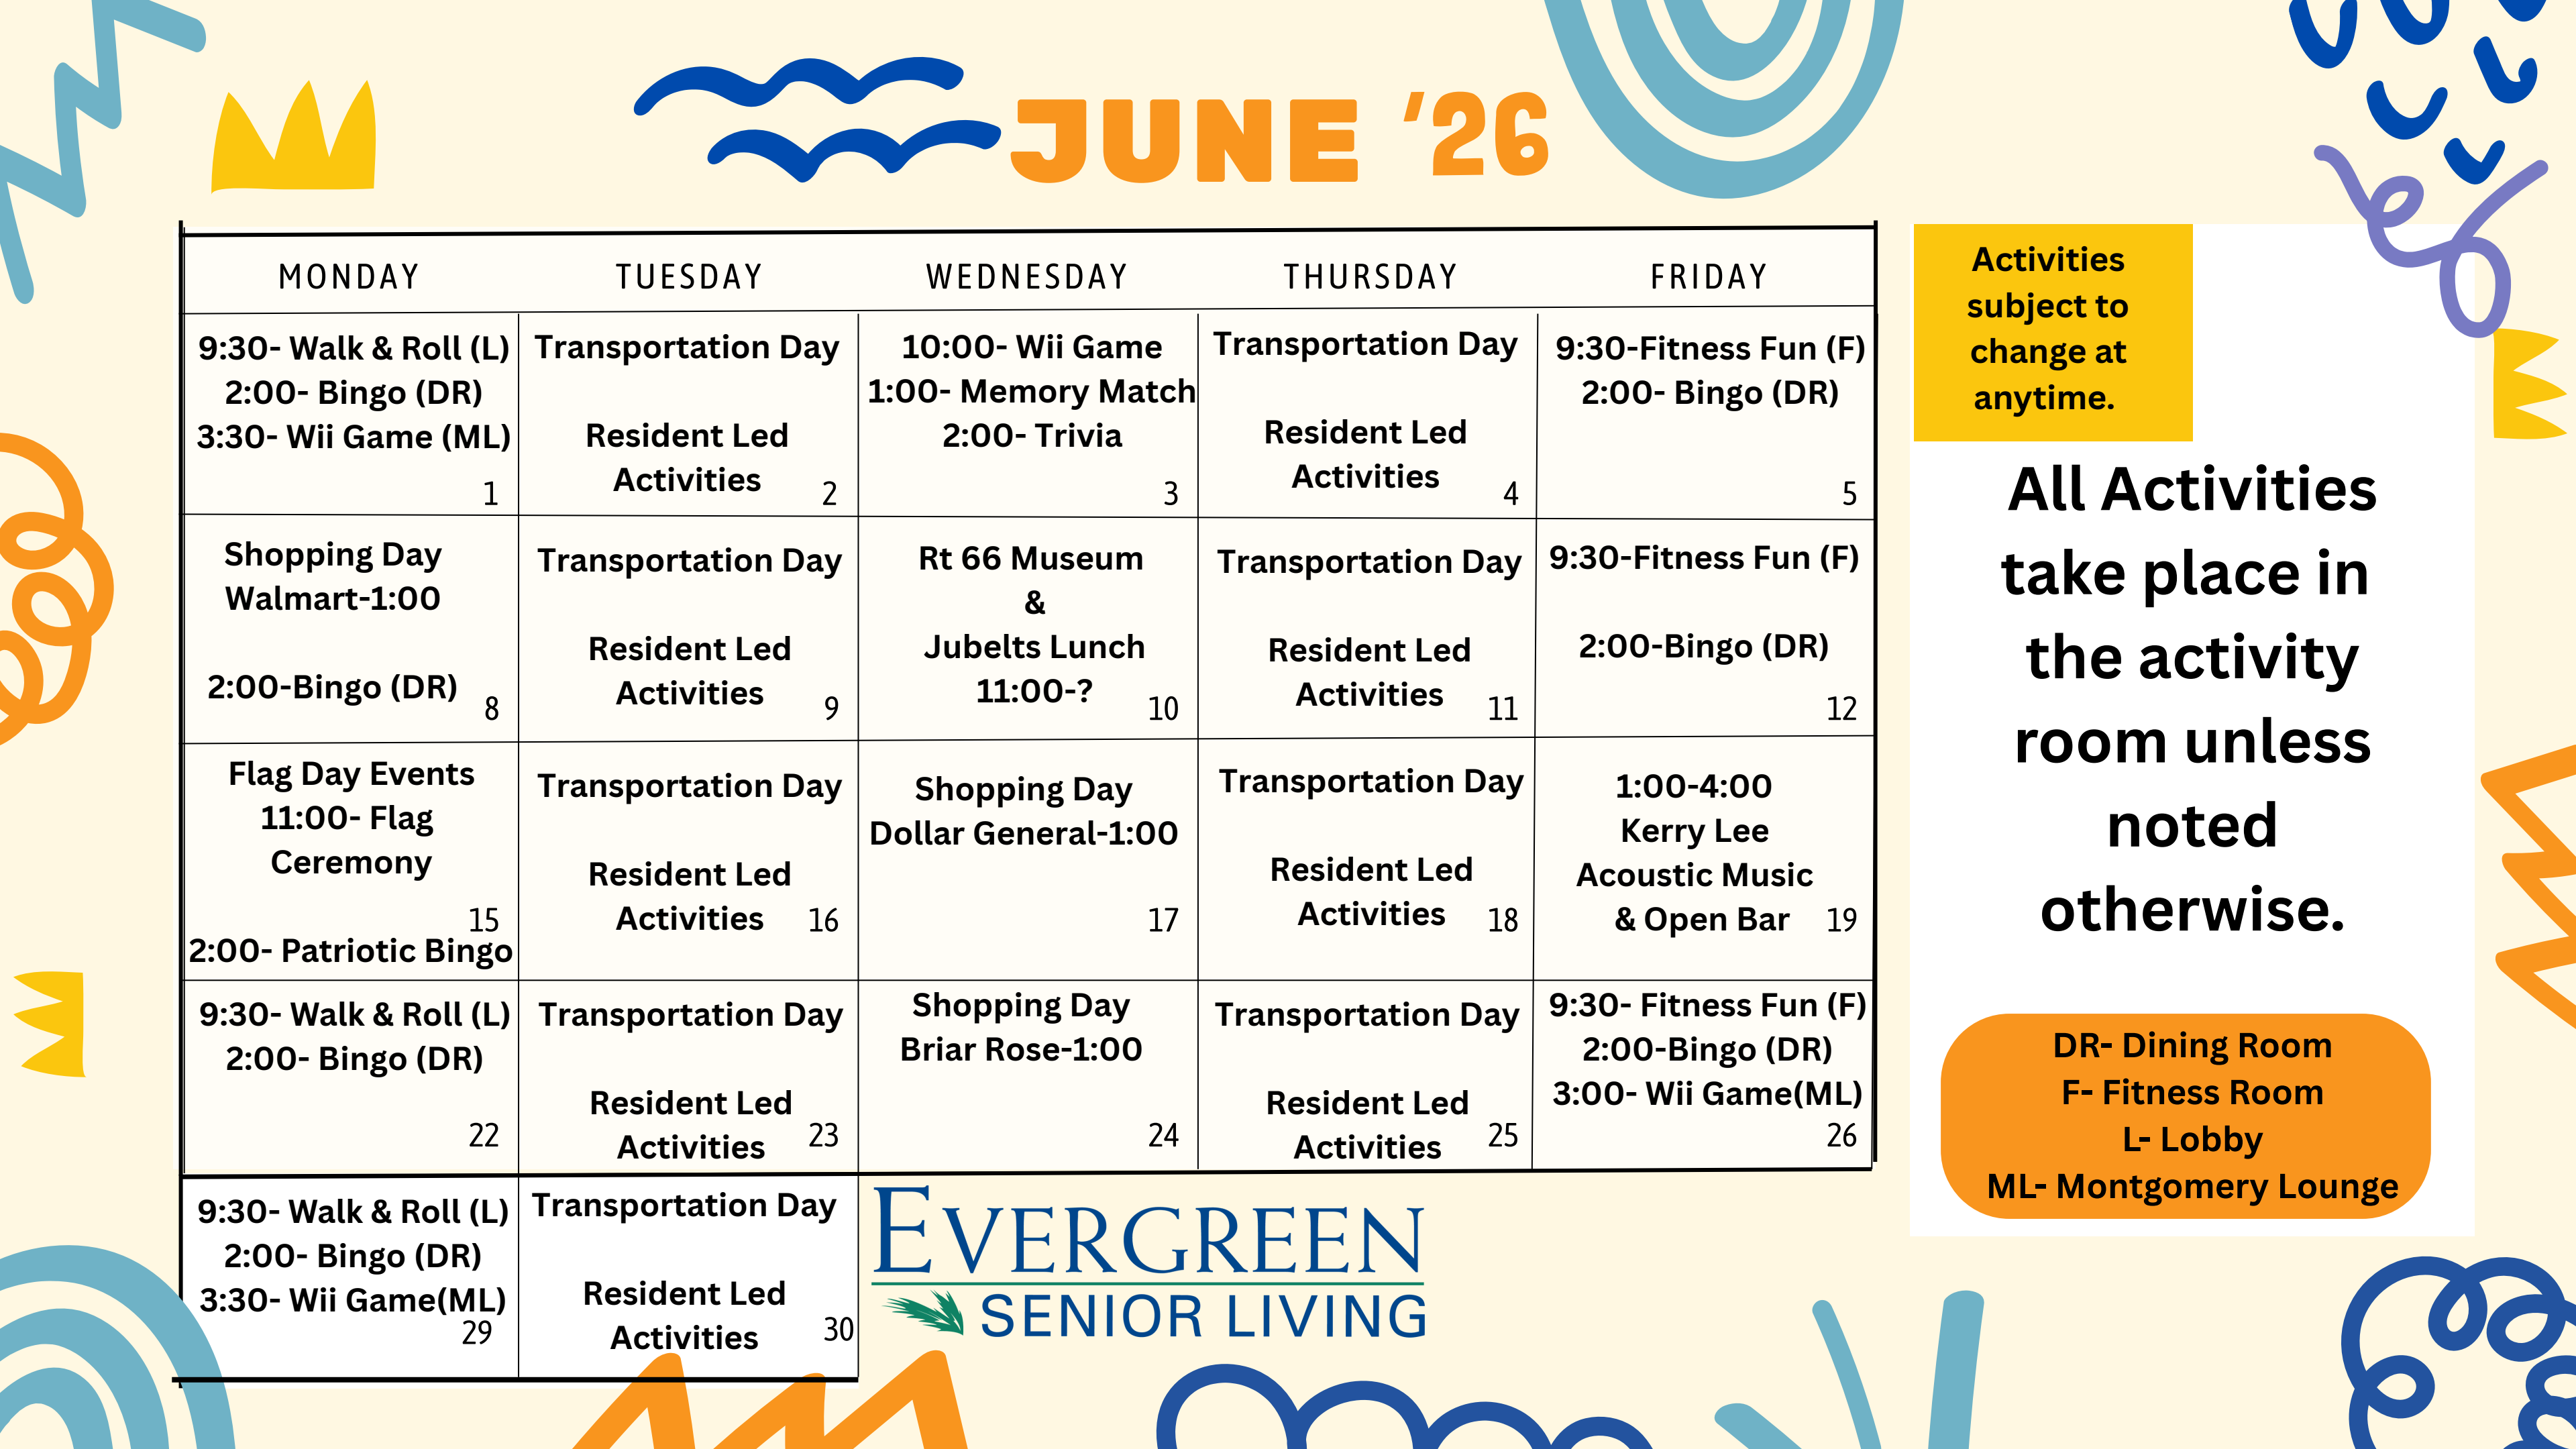 JUNE '26
MONDAY
TUESDAY
WEDNESDAY
THURSDAY
FRIDAY
9:30- Walk & Roll (L)
2:00- Bingo (DR)
3:30- Wii Game (ML)
1
Transportation Day
Resident Led
Activities
2
10:00- Wii Game
1:00- Memory Match
2:00- Trivia
3
Transportation Day
Resident Led
Activities
4
9:30-Fitness Fun (F)
2:00- Bingo (DR)
5
Shopping Day
Walmart-1:00
2:00-Bingo (DR)
8
Transportation Day
Resident Led
Activities
9
Rt 66 Museum
&
Jubelts Lunch
11:00-?
10
Transportation Day
Resident Led
Activities
11
9:30-Fitness Fun (F)
2:00-Bingo (DR)
12
Flag Day Events
11:00- Flag
Ceremony
15
2:00- Patriotic Bingo
Transportation Day
Resident Led
Activities
16
Shopping Day
Dollar General-1:00
17
Transportation Day
Resident Led
Activities
18
1:00-4:00
Kerry Lee
Acoustic Music
& Open Bar
19
9:30- Walk & Roll (L)
2:00- Bingo (DR)
22
Transportation Day
Resident Led
Activities
23
Shopping Day
Briar Rose-1:00
24
Transportation Day
Resident Led
Activities
25
9:30- Fitness Fun (F)
2:00-Bingo (DR)
3:00- Wii Game(ML)
26
9:30- Walk & Roll (L)
2:00- Bingo (DR)
3:30- Wii Game(ML)
29
Transportation Day
Resident Led
Activities
30
EVERGREEN
SENIOR LIVING
Activities
subject to
change at
anytime.
All Activities
take place in
the activity
room unless
noted
otherwise.
DR- Dining Room
F- Fitness Room
L- Lobby
ML- Montgomery Lounge